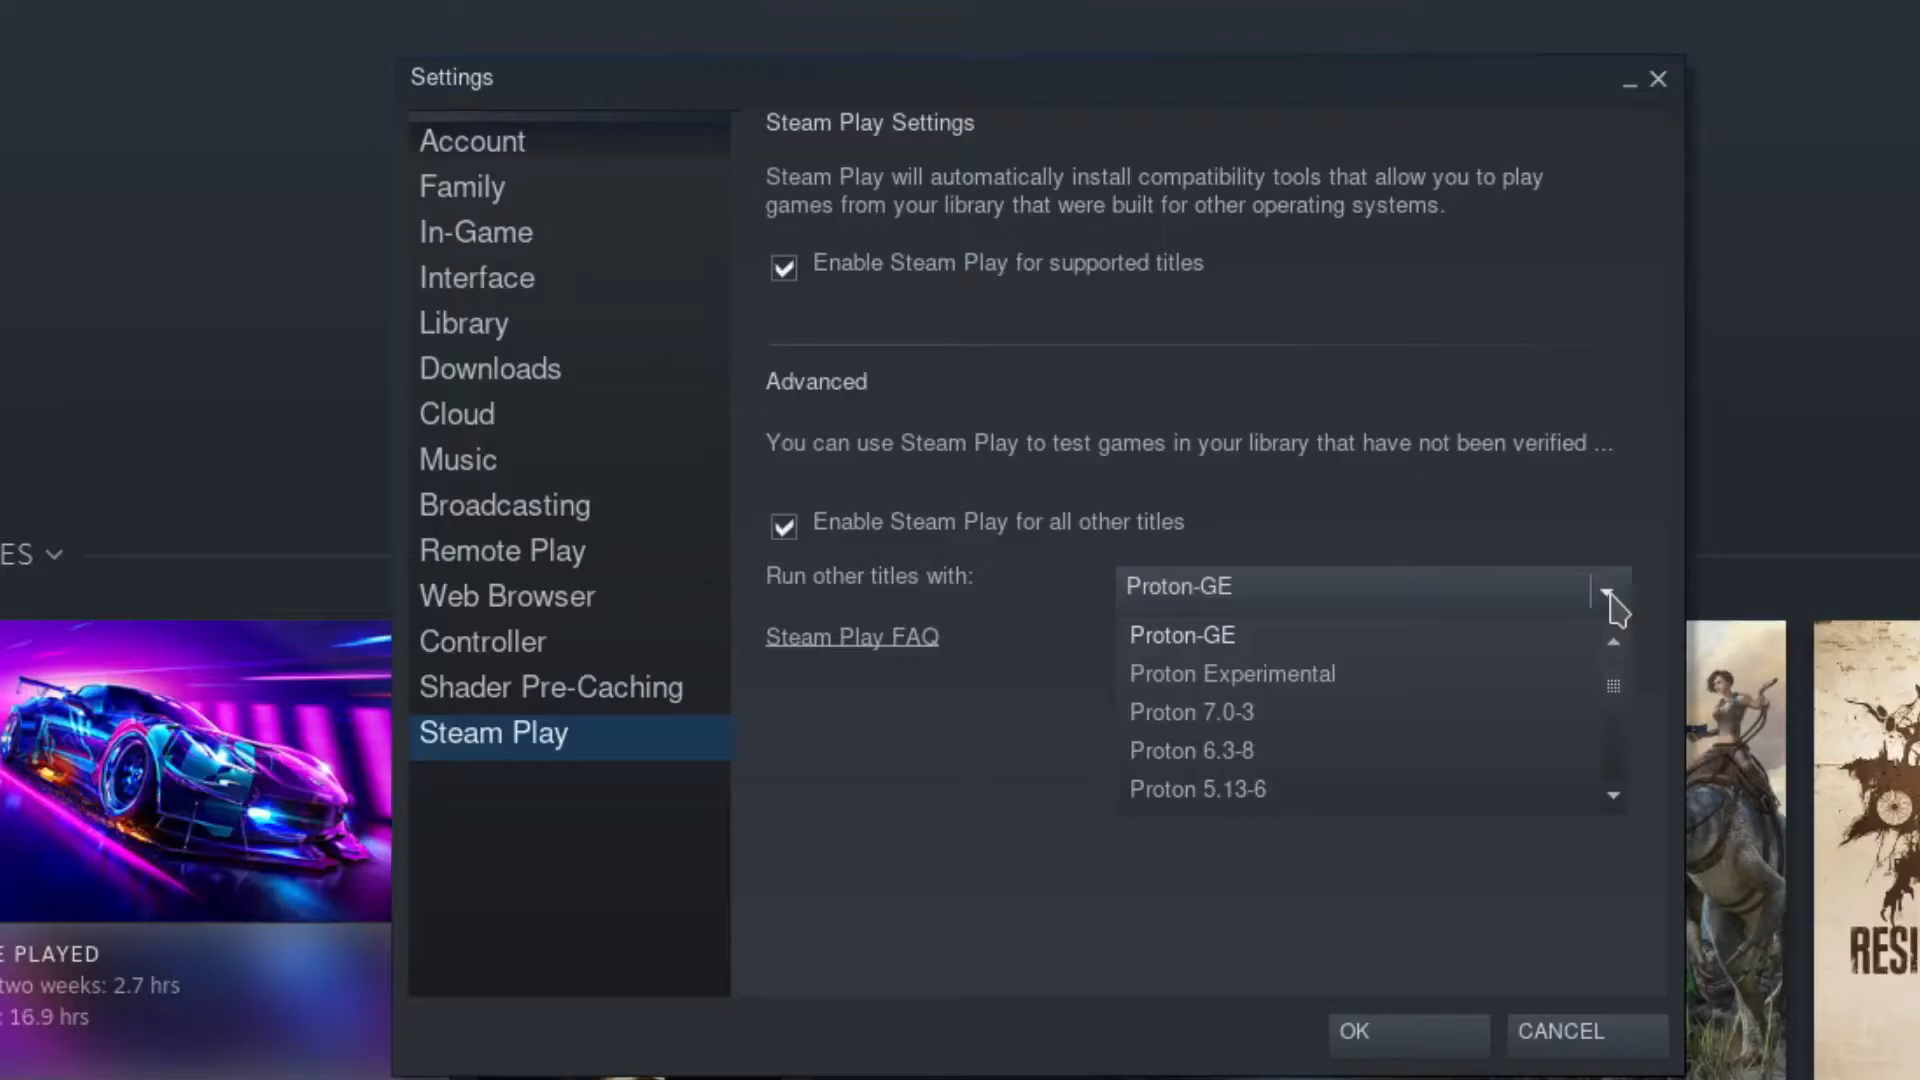 Settings
Account
Family
In-Game
Interface
Library
Downloads
Cloud
Music
Broadcasting
Remote Play
Web Browser
Controller
Shader Pre-Caching
Steam Play
Steam Play Settings
Steam Play will automatically install compatibility tools that allow you to play
games from your library that were built for other operating systems.
Enable Steam Play for supported titles
Advanced
You can use Steam Play to test games in your library that have not been verified ...
Enable Steam Play for all other titles
Run other titles with:
Proton-GE
Proton-GE
Proton Experimental
Proton 7.0-3
Proton 6.3-8
Proton 5.13-6
Steam Play FAQ
OK
CANCEL
ES
E PLAYED
two weeks: 2.7 hrs
: 16.9 hrs
RESI